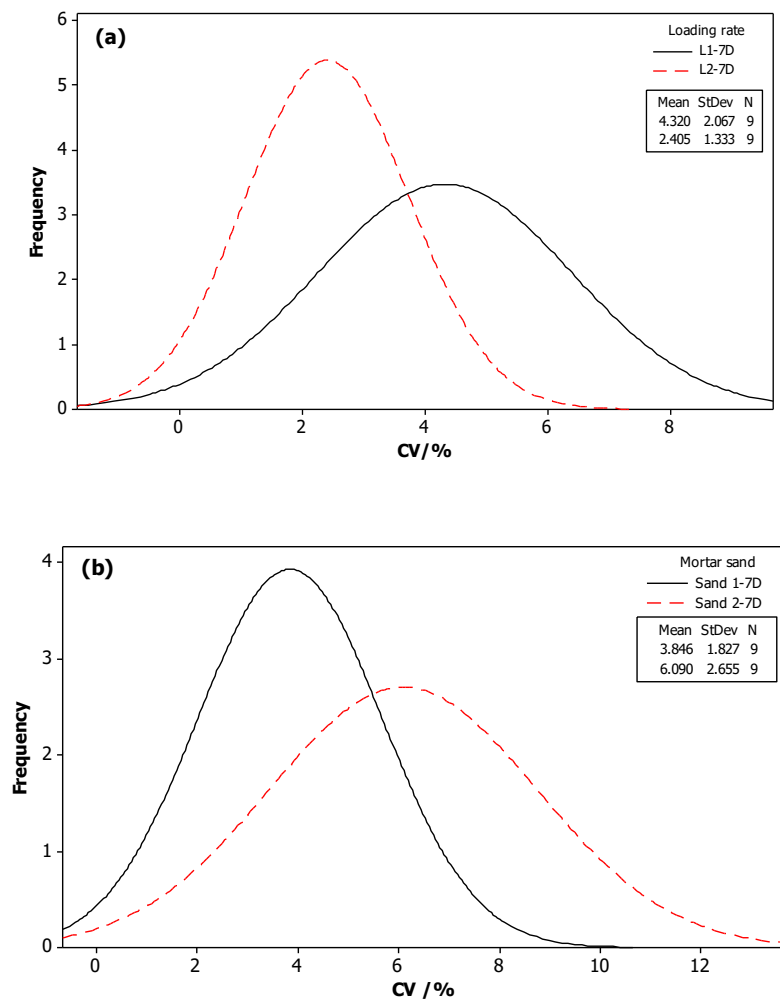 (a)
Loading rate
L1-7D
L2-7D
Mean StDev N
4.320 2.067 9
2.405 1.333 9
6
5
4
3
2
1
0
Frequency
0 2 4 6 8
CV/%
(b)
Mortar sand
Sand 1-7D
Sand 2-7D
Mean StDev N
3.846 1.827 9
6.090 2.655 9
4
3
2
1
0
Frequency
0 2 4 6 8 10 12
CV /%